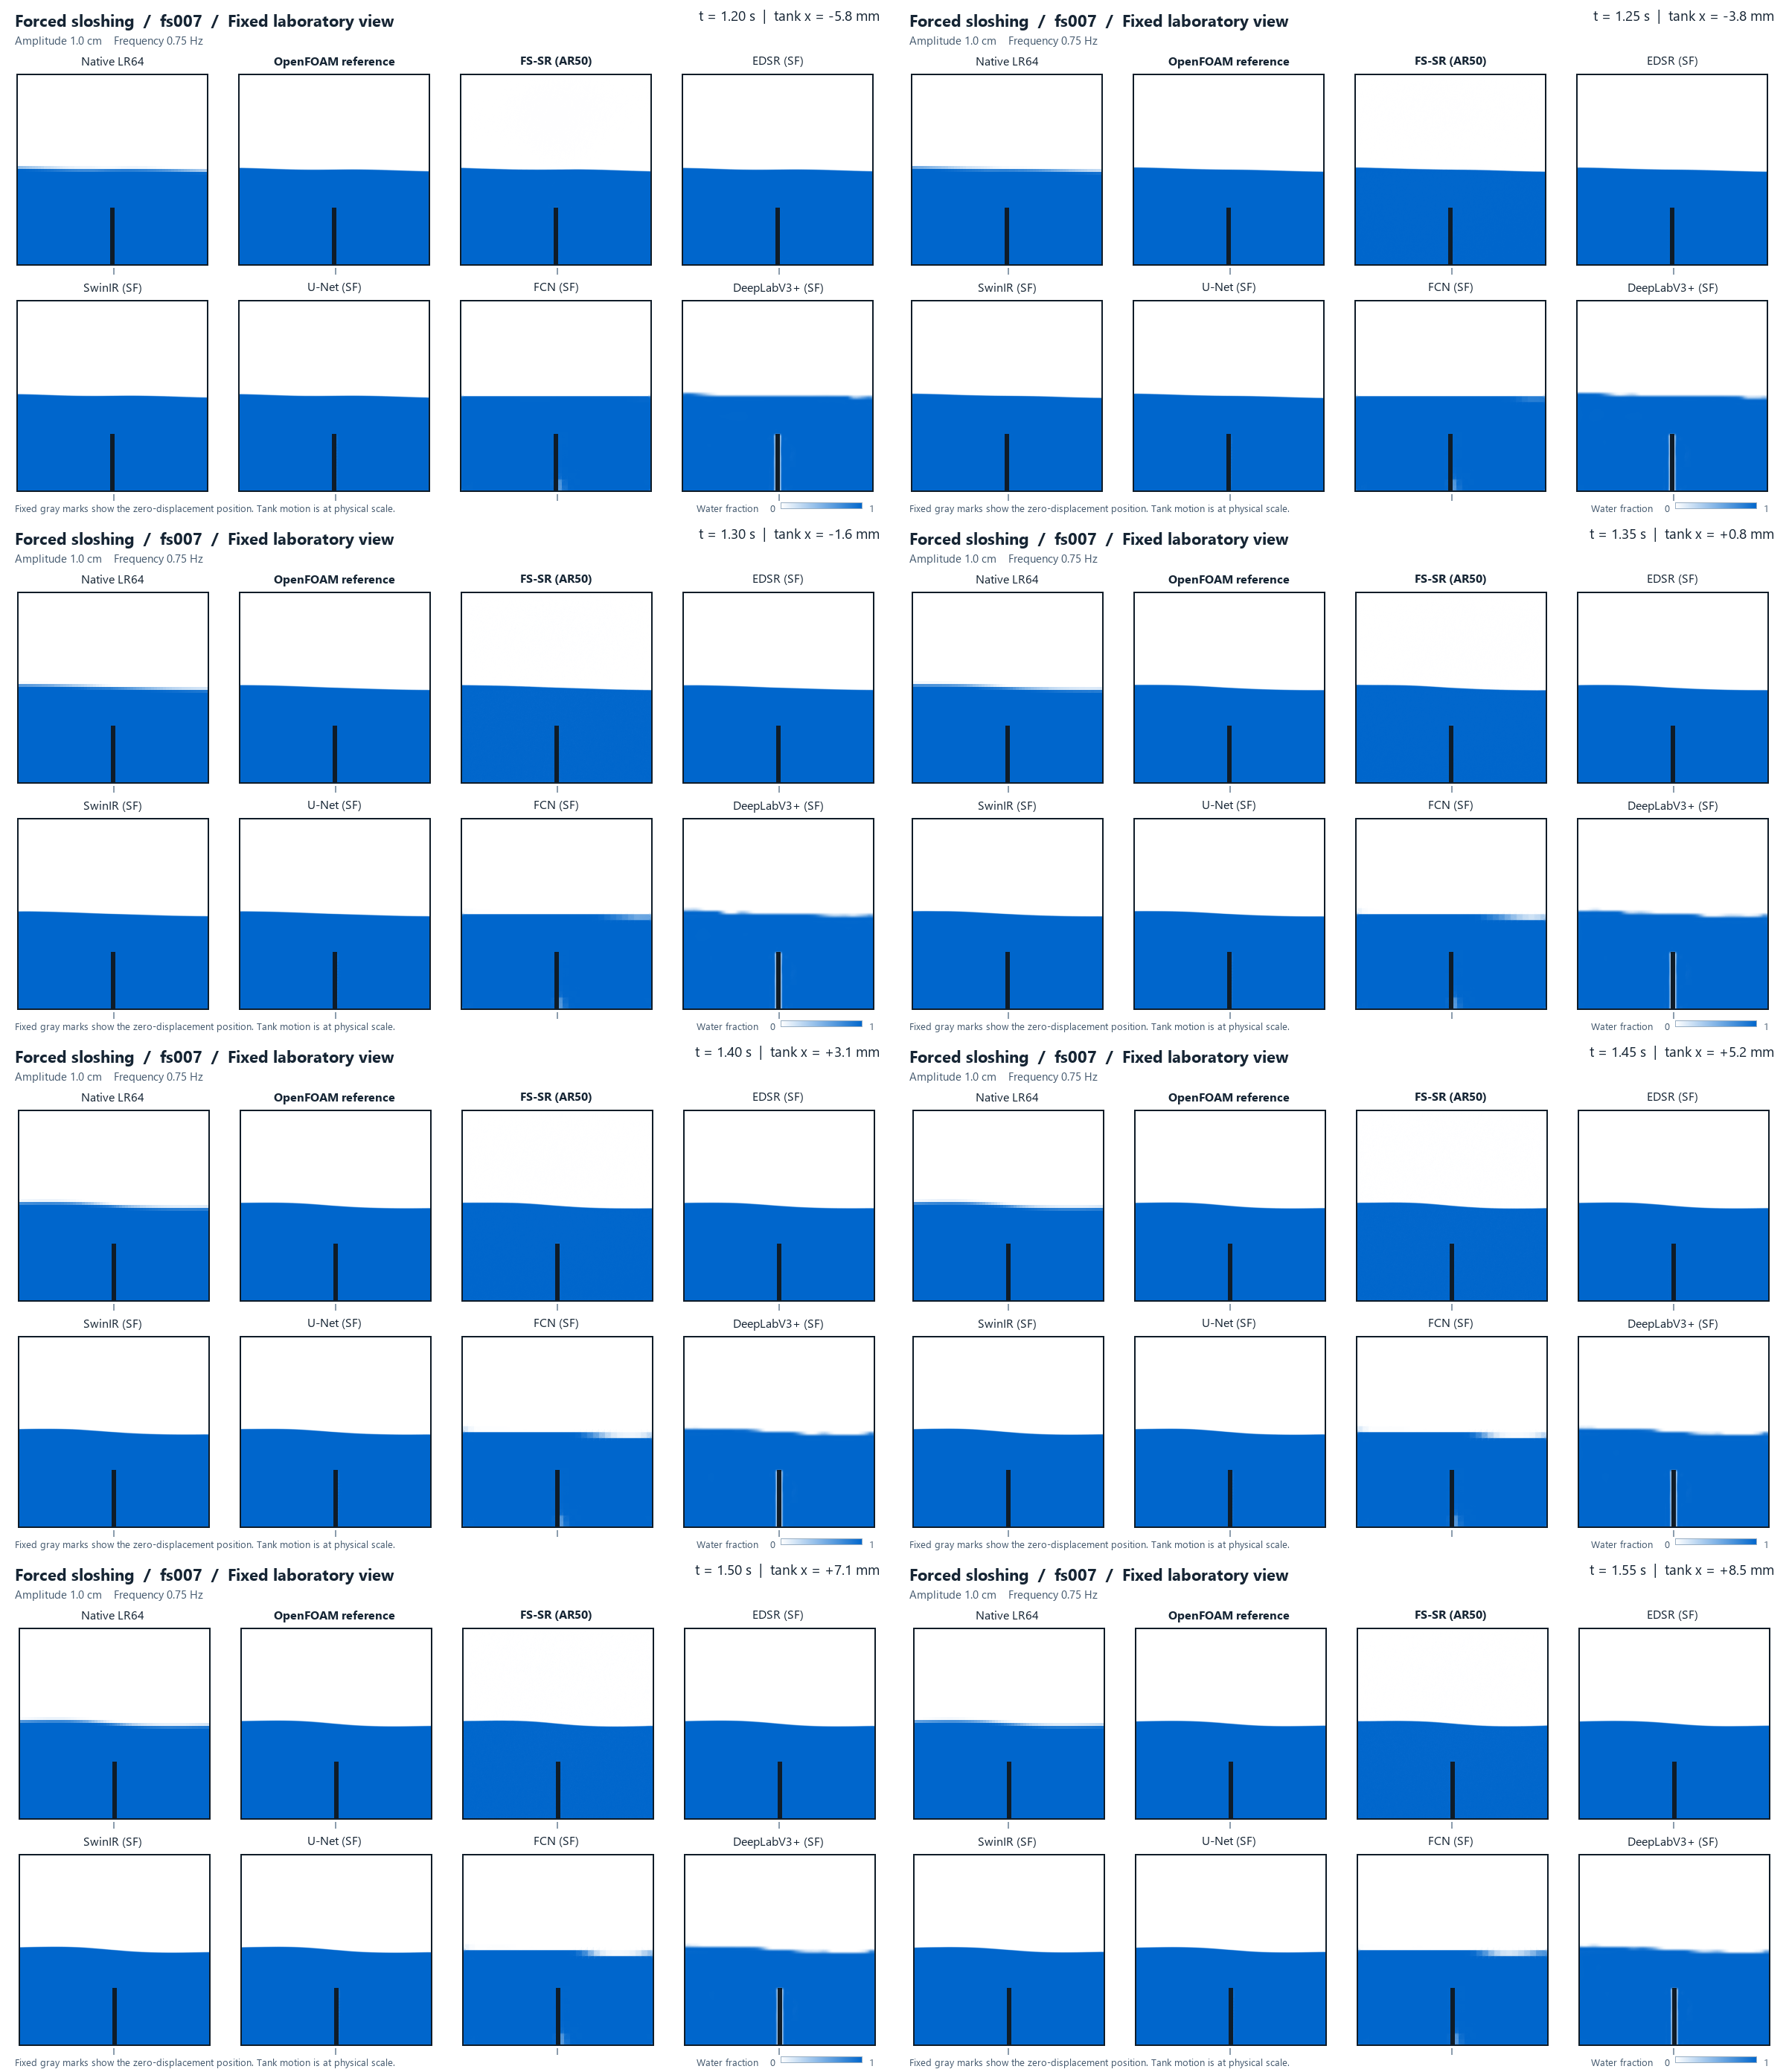 Forced sloshing / fs007 / Fixed laboratory view
t = 1.20 s | tank x = -5.8 mm
Amplitude 1.0 cm Frequency 0.75 Hz
Native LR64
OpenFOAM reference
FS-SR (AR50)
EDSR (SF)
SwinIR (SF)
U-Net (SF)
FCN (SF)
DeepLabV3+ (SF)
Fixed gray marks show the zero-displacement position. Tank motion is at physical scale.
Water fraction 0 1
Forced sloshing / fs007 / Fixed laboratory view
t = 1.25 s | tank x = -3.8 mm
Amplitude 1.0 cm Frequency 0.75 Hz
Native LR64
OpenFOAM reference
FS-SR (AR50)
EDSR (SF)
SwinIR (SF)
U-Net (SF)
FCN (SF)
DeepLabV3+ (SF)
Fixed gray marks show the zero-displacement position. Tank motion is at physical scale.
Water fraction 0 1
Forced sloshing / fs007 / Fixed laboratory view
t = 1.30 s | tank x = -1.6 mm
Amplitude 1.0 cm Frequency 0.75 Hz
Native LR64
OpenFOAM reference
FS-SR (AR50)
EDSR (SF)
SwinIR (SF)
U-Net (SF)
FCN (SF)
DeepLabV3+ (SF)
Fixed gray marks show the zero-displacement position. Tank motion is at physical scale.
Water fraction 0 1
Forced sloshing / fs007 / Fixed laboratory view
t = 1.35 s | tank x = +0.8 mm
Amplitude 1.0 cm Frequency 0.75 Hz
Native LR64
OpenFOAM reference
FS-SR (AR50)
EDSR (SF)
SwinIR (SF)
U-Net (SF)
FCN (SF)
DeepLabV3+ (SF)
Fixed gray marks show the zero-displacement position. Tank motion is at physical scale.
Water fraction 0 1
Forced sloshing / fs007 / Fixed laboratory view
t = 1.40 s | tank x = +3.1 mm
Amplitude 1.0 cm Frequency 0.75 Hz
Native LR64
OpenFOAM reference
FS-SR (AR50)
EDSR (SF)
SwinIR (SF)
U-Net (SF)
FCN (SF)
DeepLabV3+ (SF)
Fixed gray marks show the zero-displacement position. Tank motion is at physical scale.
Water fraction 0 1
Forced sloshing / fs007 / Fixed laboratory view
t = 1.45 s | tank x = +5.2 mm
Amplitude 1.0 cm Frequency 0.75 Hz
Native LR64
OpenFOAM reference
FS-SR (AR50)
EDSR (SF)
SwinIR (SF)
U-Net (SF)
FCN (SF)
DeepLabV3+ (SF)
Fixed gray marks show the zero-displacement position. Tank motion is at physical scale.
Water fraction 0 1
Forced sloshing / fs007 / Fixed laboratory view
t = 1.50 s | tank x = +7.1 mm
Amplitude 1.0 cm Frequency 0.75 Hz
Native LR64
OpenFOAM reference
FS-SR (AR50)
EDSR (SF)
SwinIR (SF)
U-Net (SF)
FCN (SF)
DeepLabV3+ (SF)
Fixed gray marks show the zero-displacement position. Tank motion is at physical scale.
Water fraction 0 1
Forced sloshing / fs007 / Fixed laboratory view
t = 1.55 s | tank x = +8.5 mm
Amplitude 1.0 cm Frequency 0.75 Hz
Native LR64
OpenFOAM reference
FS-SR (AR50)
EDSR (SF)
SwinIR (SF)
U-Net (SF)
FCN (SF)
DeepLabV3+ (SF)
Fixed gray marks show the zero-displacement position. Tank motion is at physical scale.
Water fraction 0 1